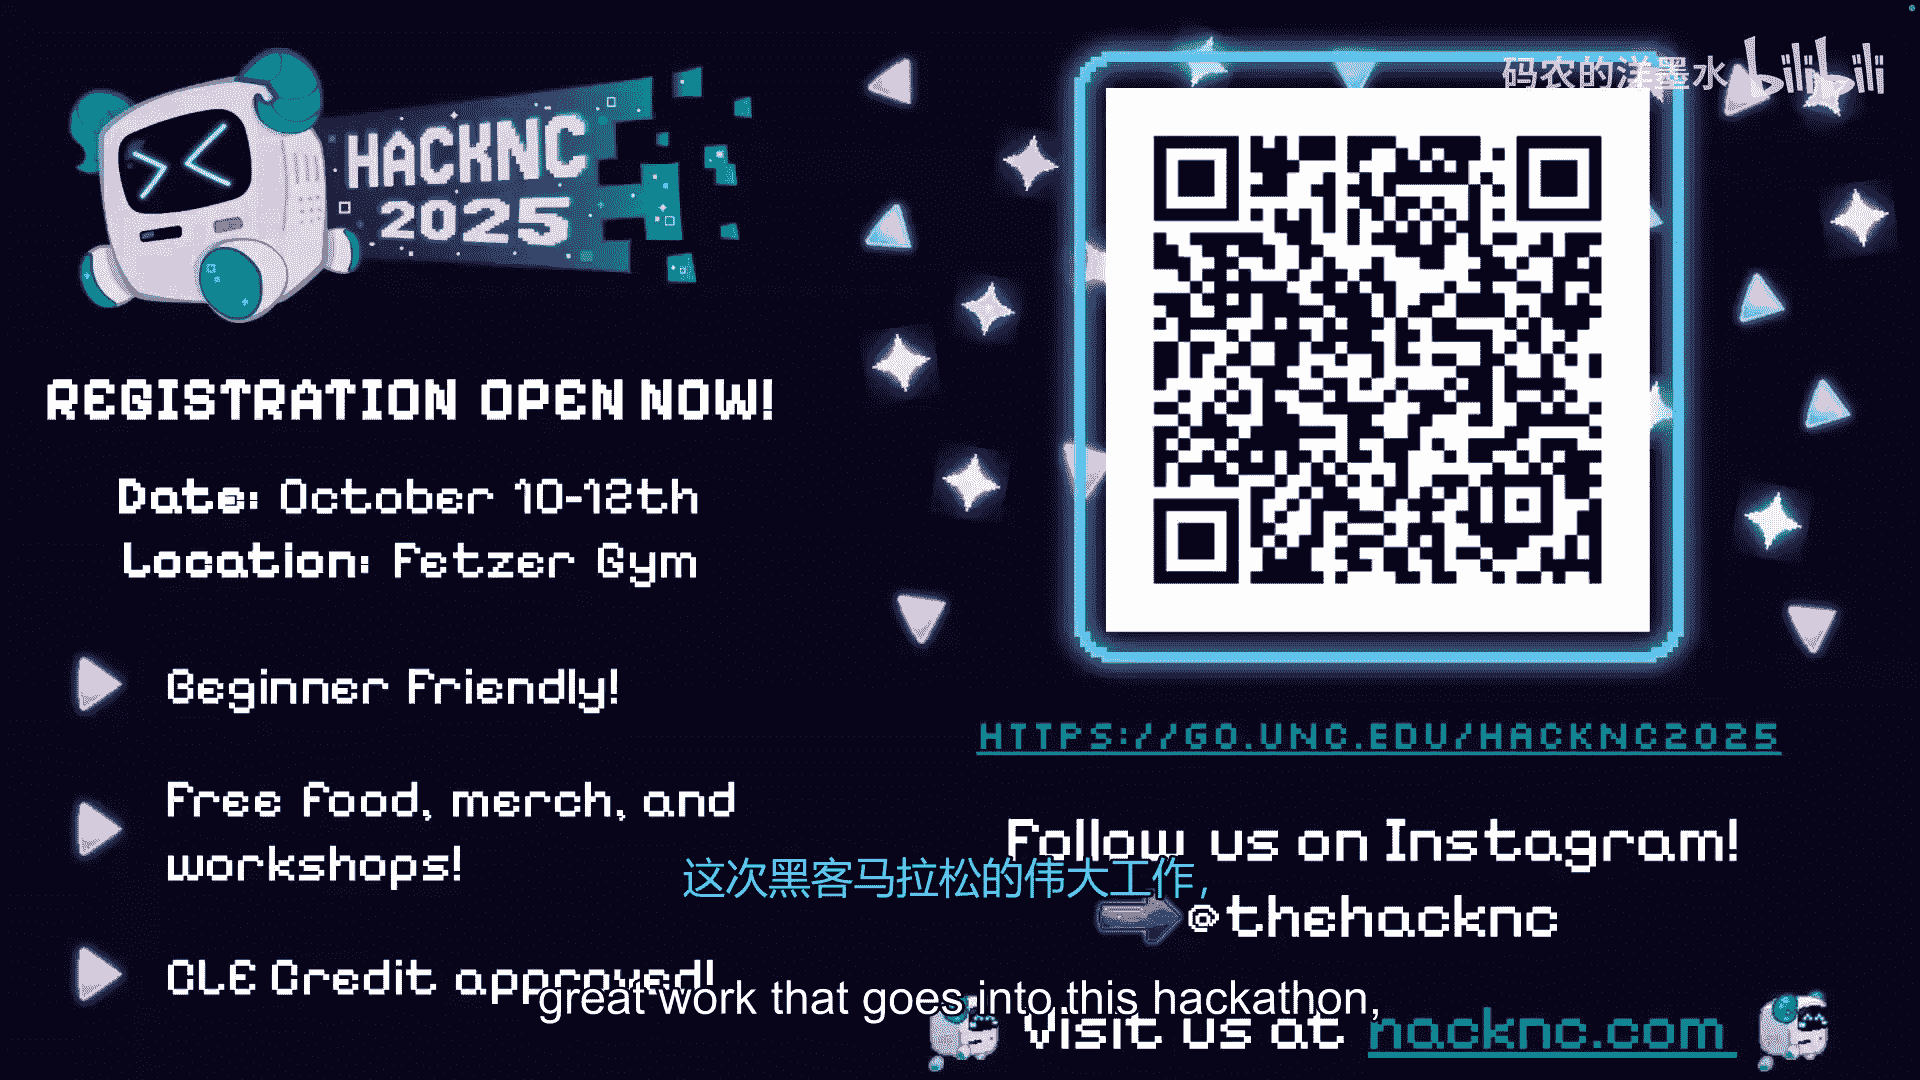 码农的洋墨水 bilibili
HACKNC
2025
REGISTRATION OPEN NOW!
Date: October 10-12th
Location: Fetzer Gym
Beginner Friendly!
Free food, merch, and
workshops!
CLE Credit approved!
HTTPS://GO.UNC.EDU/HACKNC2025
Follow us on Instagram!
@thehacknc
Visit us at hacknc.com
这次黑客马拉松的伟大工作,
great work that goes into this hackathon,